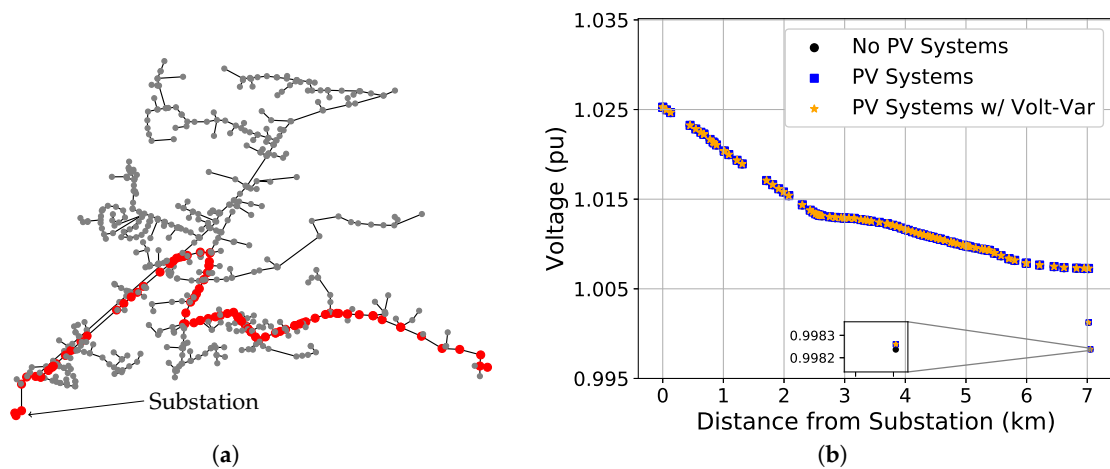 Substation
(a)
1.035
1.025
1.015
1.005
0.995
Voltage (pu)
No PV Systems
PV Systems
PV Systems w/ Volt-Var
0.9983
0.9982
0 1 2 3 4 5 6 7
Distance from Substation (km)
(b)